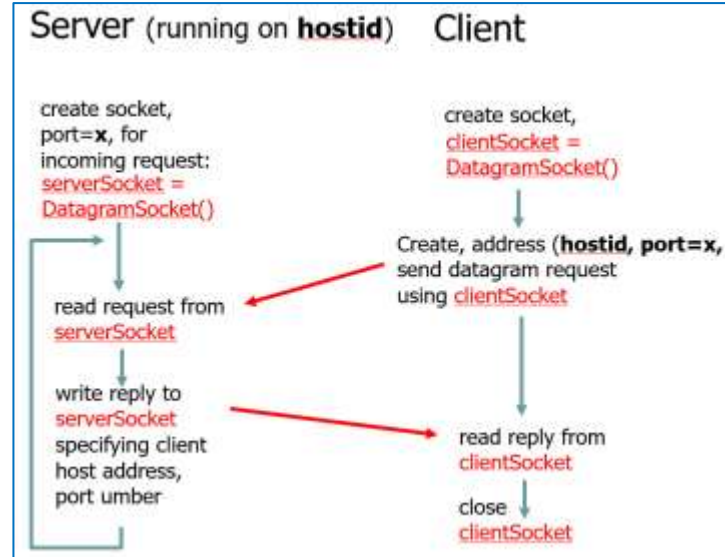 Server (running on hostid)
Client
create socket,
port=x, for
incoming request:
serverSocket =
DatagramSocket()
create socket,
clientSocket =
DatagramSocket()
Create, address (hostid, port=x,
send datagram request
using clientSocket
read request from
serverSocket
write reply to
serverSocket
specifying client
host address,
port umber
read reply from
clientSocket
close
clientSocket